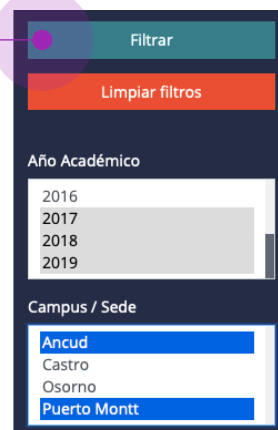 Filtrar
Limpiar filtros
Año Académico
2016
2017
2018
2019
Campus / Sede
Ancud
Castro
Osorno
Puerto Montt